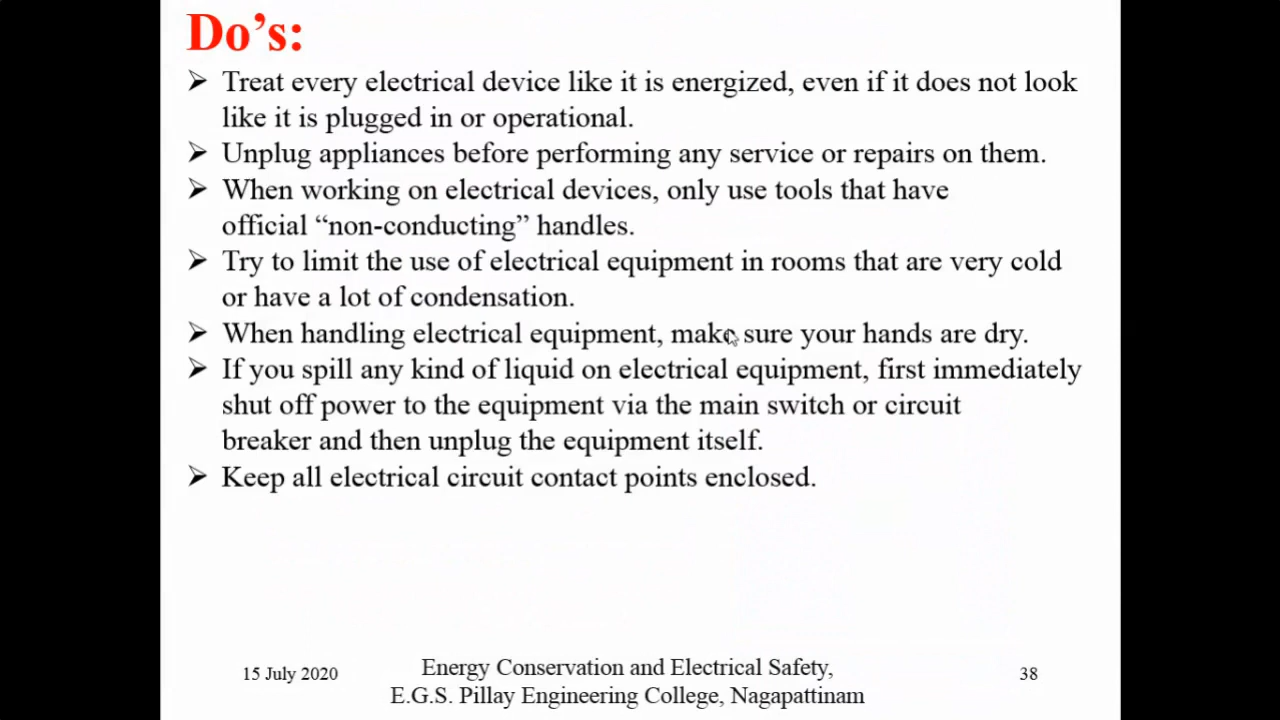 Do’s:
➢ Treat every electrical device like it is energized, even if it does not look
like it is plugged in or operational.
➢ Unplug appliances before performing any service or repairs on them.
➢ When working on electrical devices, only use tools that have
official “non-conducting” handles.
➢ Try to limit the use of electrical equipment in rooms that are very cold
or have a lot of condensation.
➢ When handling electrical equipment, make sure your hands are dry.
➢ If you spill any kind of liquid on electrical equipment, first immediately
shut off power to the equipment via the main switch or circuit
breaker and then unplug the equipment itself.
➢ Keep all electrical circuit contact points enclosed.
15 July 2020
Energy Conservation and Electrical Safety,
E.G.S. Pillay Engineering College, Nagapattinam
38